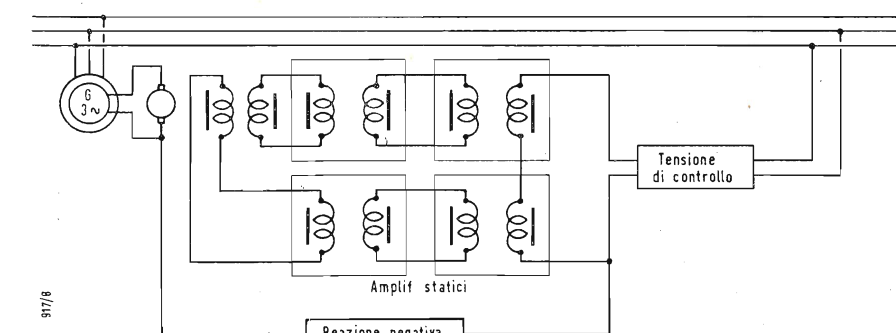 G
3 ~
Tensione
di controllo
Amplif statici
917/8
Reazione negativa